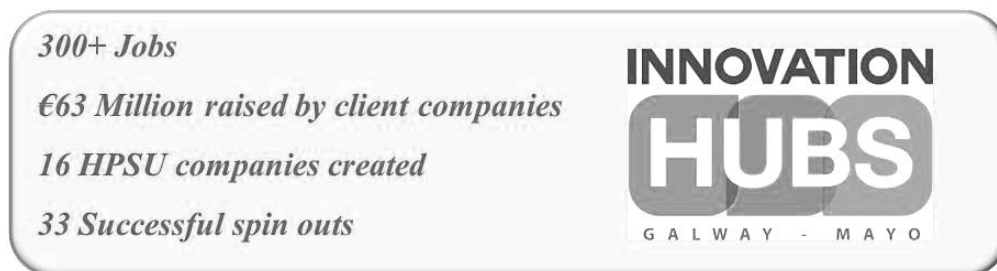 300+ Jobs
€63 Million raised by client companies
16 HPSU companies created
33 Successful spin outs
INNOVATION
HUBS
GALWAY - MAYO